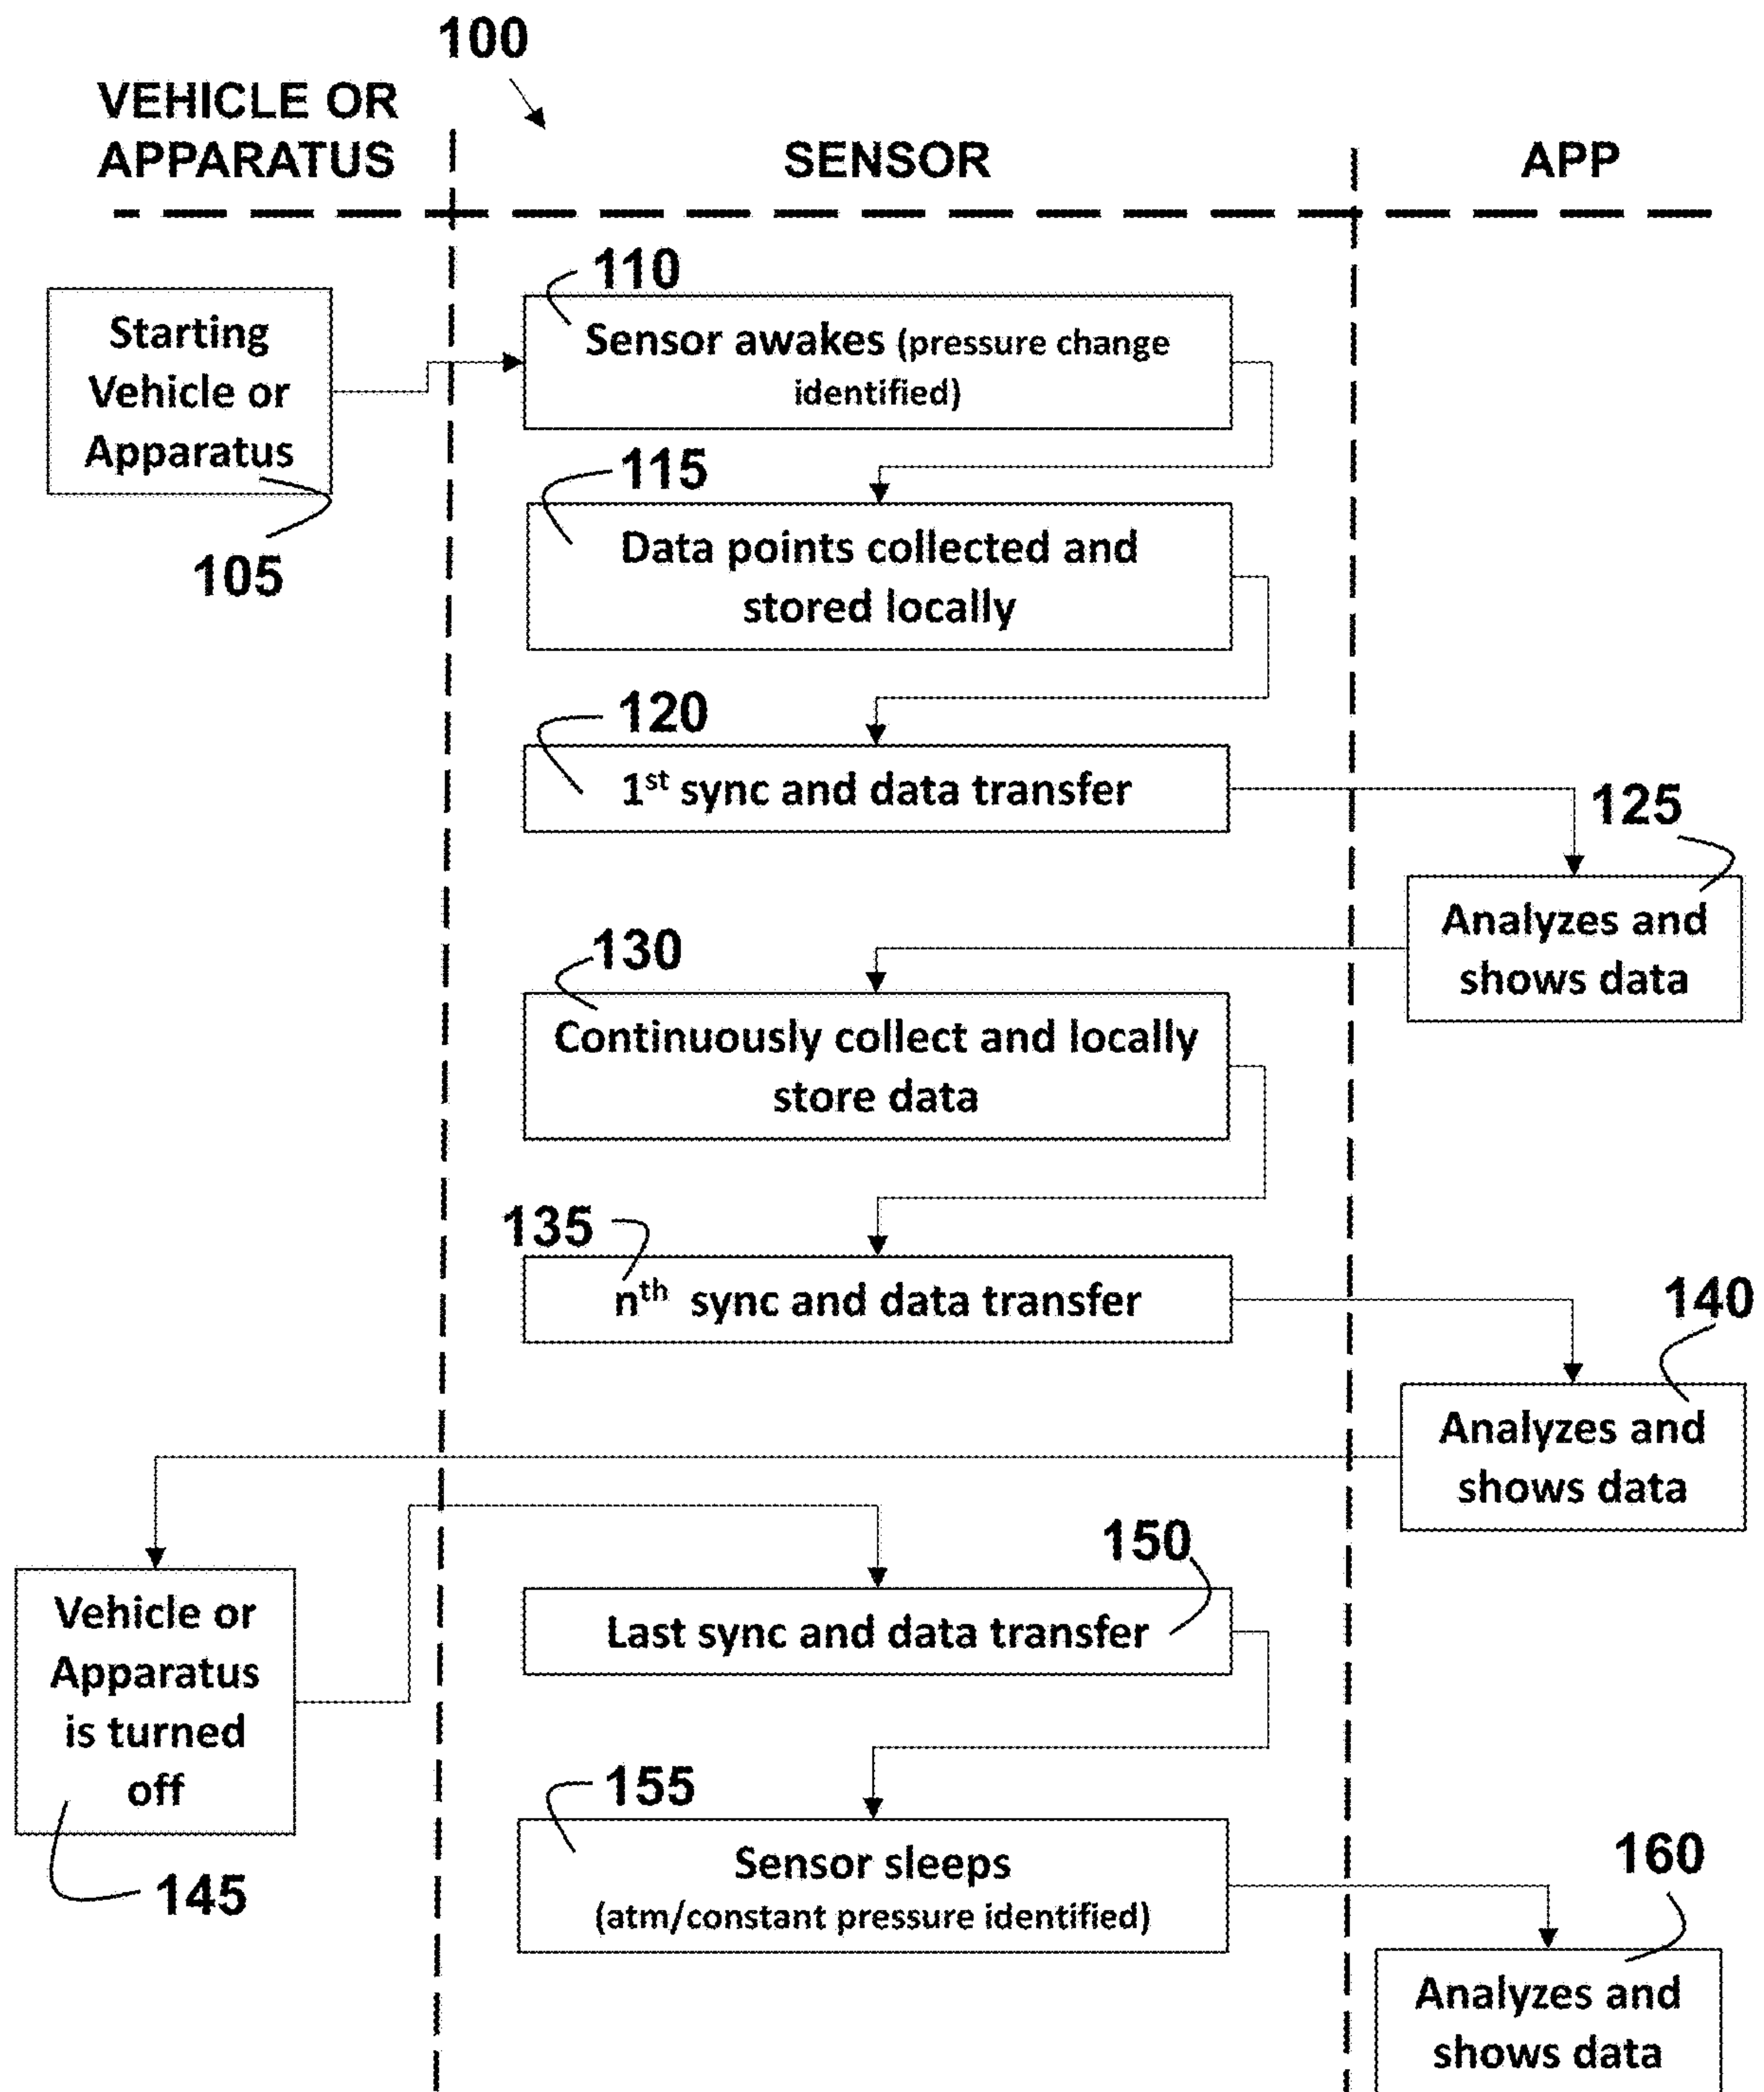 100
VEHICLE OR
APPARATUS
SENSOR
APP
110
Starting
Vehicle or
Apparatus
105
Sensor awakes (pressure change
identified)
115
Data points collected and
stored locally
120
1st sync and data transfer
125
Analyzes and
shows data
130
Continuously collect and locally
store data
135
nth sync and data transfer
140
Analyzes and
shows data
Vehicle or
Apparatus
is turned
off
145
150
Last sync and data transfer
155
Sensor sleeps
(atm/constant pressure identified)
160
Analyzes and
shows data